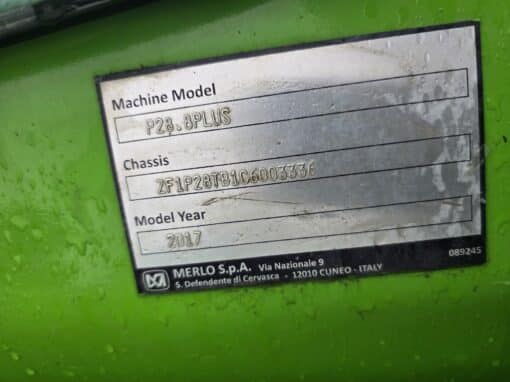 Machine Model
P28.8PLUS
Chassis
ZF1P28T91C6003336
Model Year
2017
MERLO S.p.A. Via Nazionale 9
S. Defendente di Cervasca - 12010 CUNEO - ITALY
089245